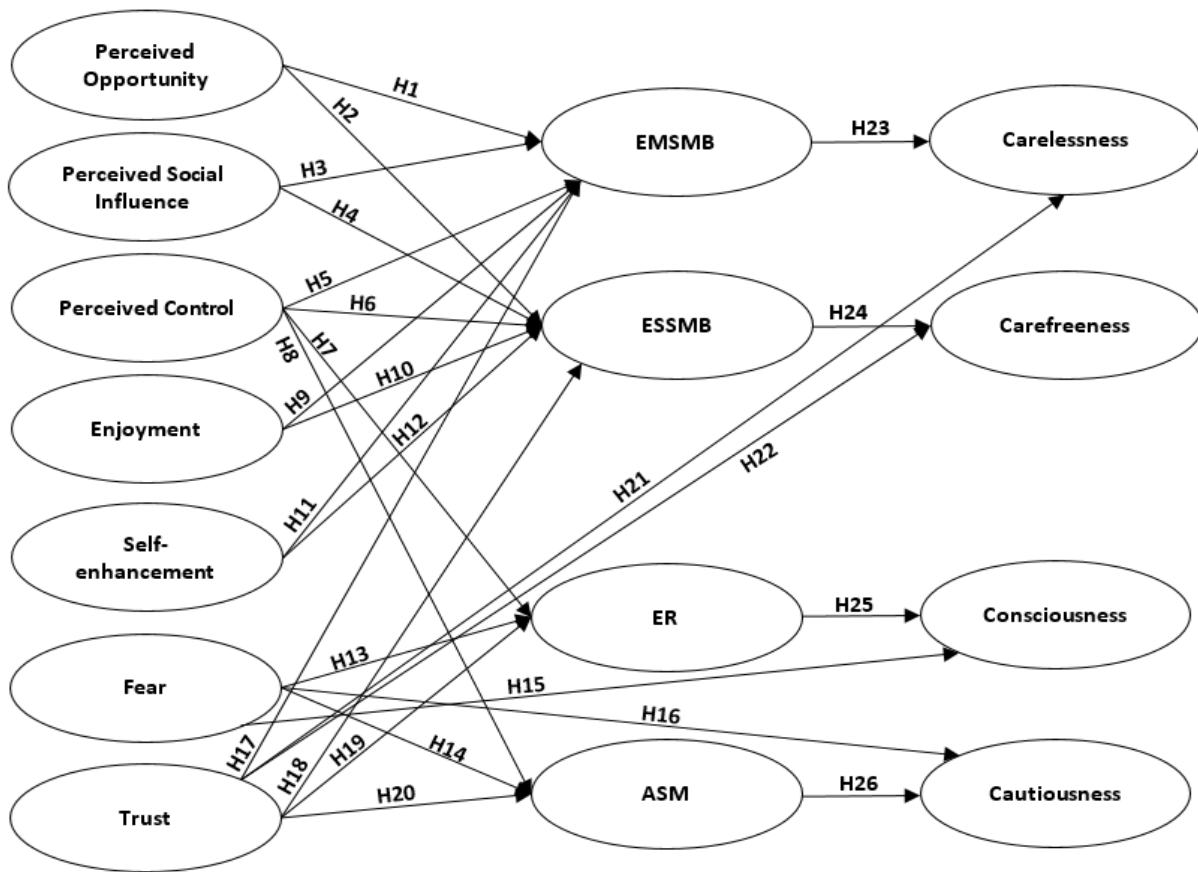 Perceived
Opportunity
H1
H2
EMSMB
H23
Carelessness
Perceived Social
Influence
H3
H4
Perceived Control
H5
H6
H7
H8
ESSMB
H24
Carefreeness
Enjoyment
H9
H10
H12
H11
Self-
enhancement
H21
H22
ER
H25
Consciousness
Fear
H13
H15
H16
H14
H17
H18
H19
Trust
H20
ASM
H26
Cautiousness